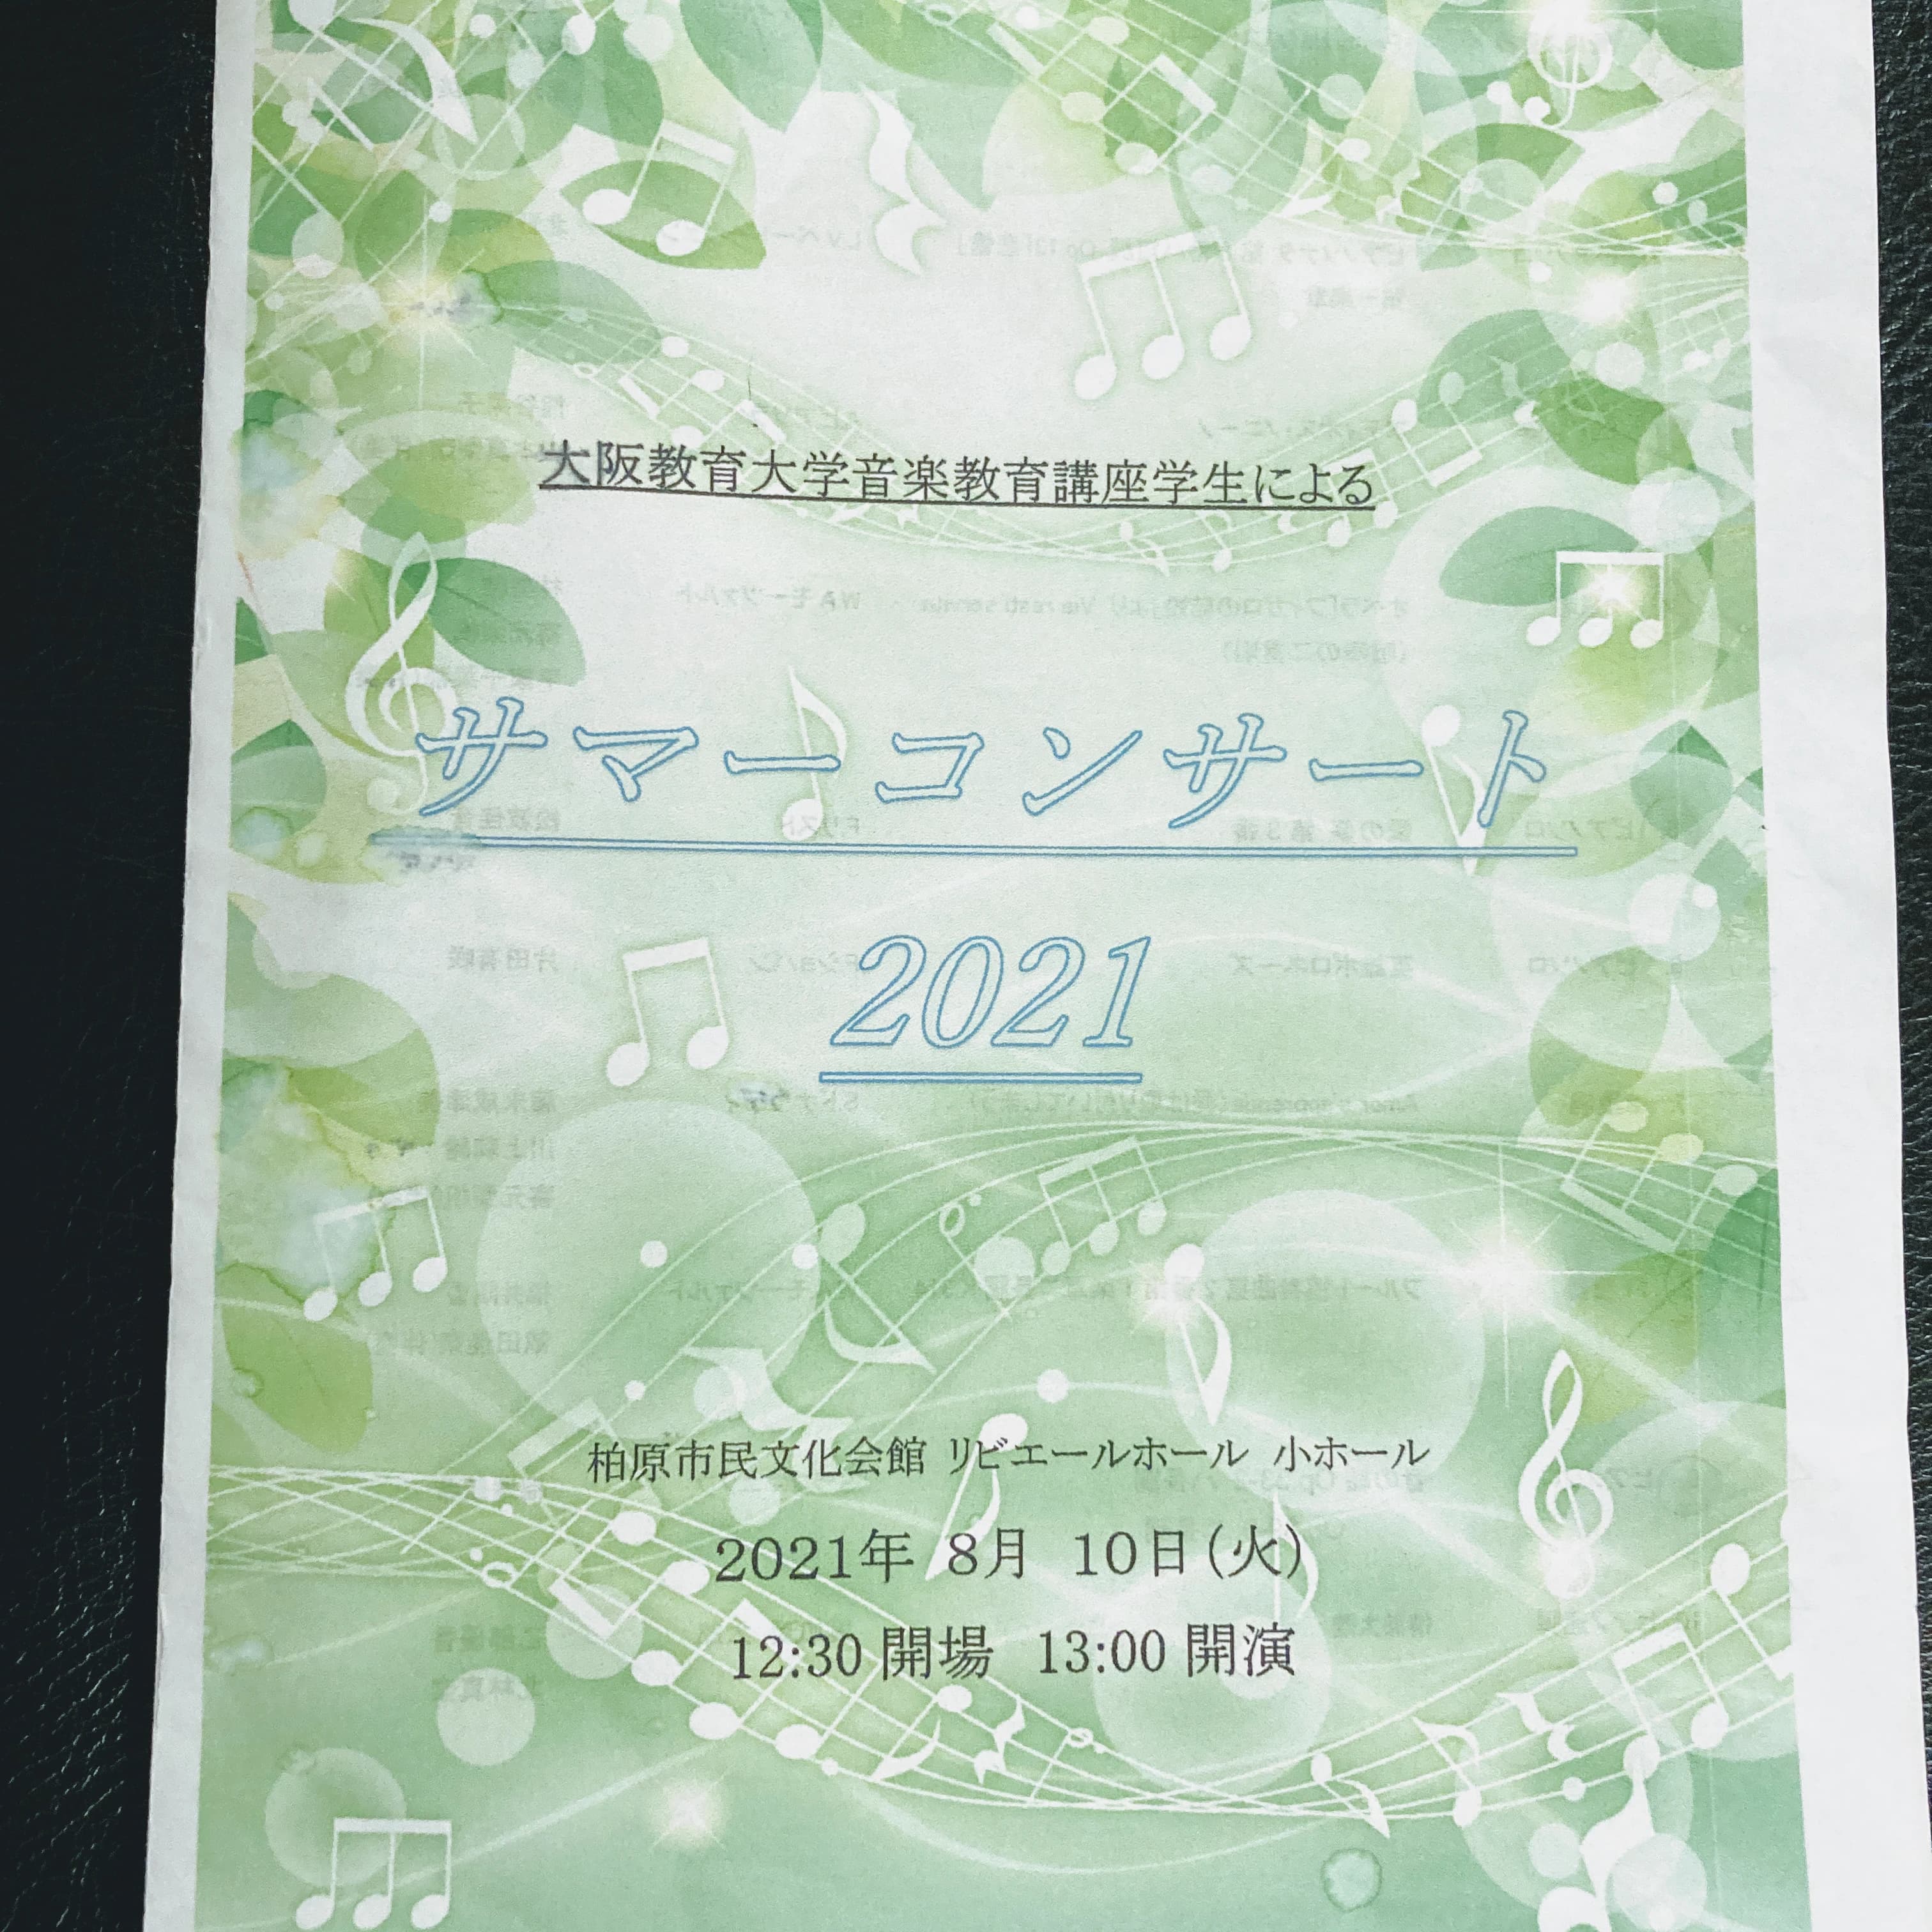 大阪教育大学音楽教育講座学生による
サマーコンサート
2021
柏原市民文化会館 リビエールホール 小ホール
2021年 8月 10日(火)
12:30 開場 13:00 開演